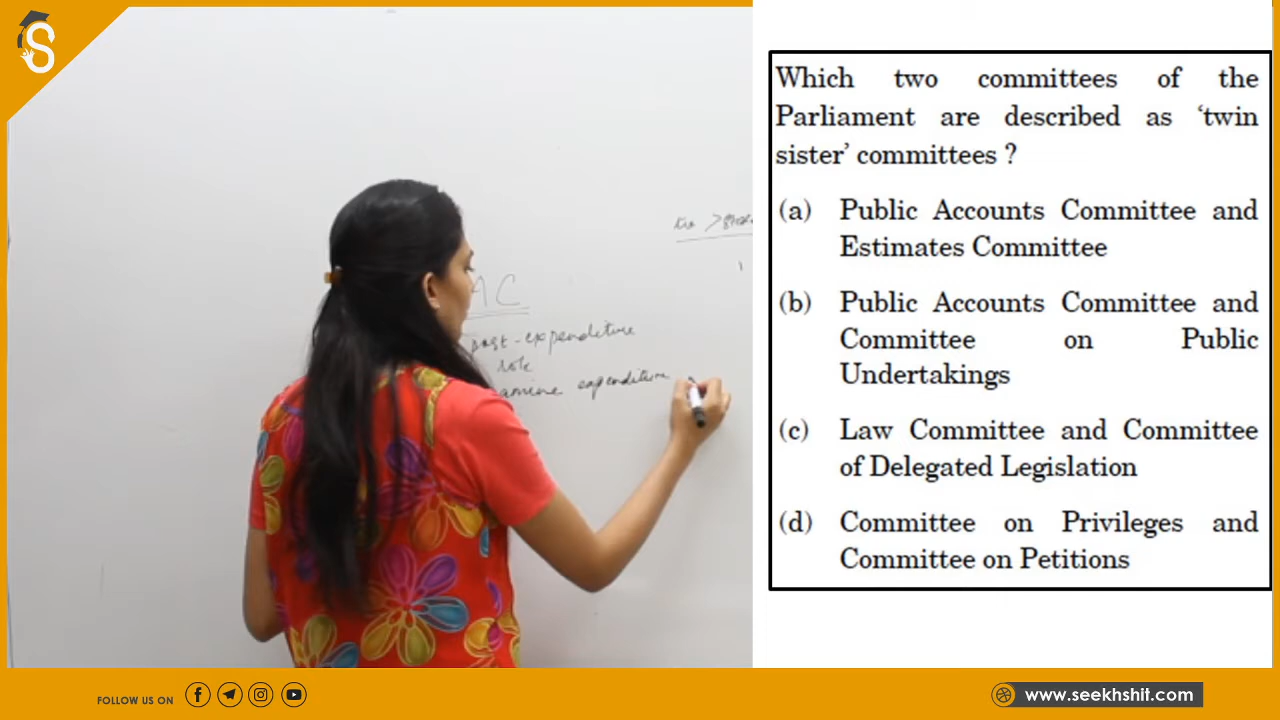 S
Which two committees of the
Parliament are described as ‘twin
sister’ committees ?
(a) Public Accounts Committee and
Estimates Committee
(b) Public Accounts Committee and
Committee on Public
Undertakings
(c) Law Committee and Committee
of Delegated Legislation
(d) Committee on Privileges and
Committee on Petitions
AC
post-expenditure
amine expenditure
FOLLOW US ON
www.seekhshit.com